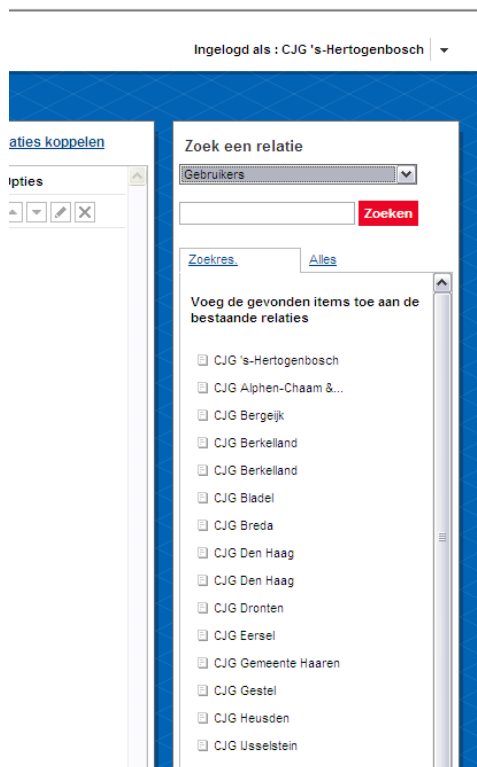 Ingelogd als : CJG 's-Hertogenbosch
aties koppelen
Opties
Zoek een relatie
Gebruikers
Zoeken
Zoekres.
Alles
Voeg de gevonden items toe aan de
bestaande relaties
CJG 's-Hertogenbosch
CJG Alphen-Chaam &...
CJG Bergeijk
CJG Berkelland
CJG Berkelland
CJG Bladel
CJG Breda
CJG Den Haag
CJG Den Haag
CJG Dronten
CJG Eersel
CJG Gemeente Haaren
CJG Gestel
CJG Heusden
CJG IJsselstein